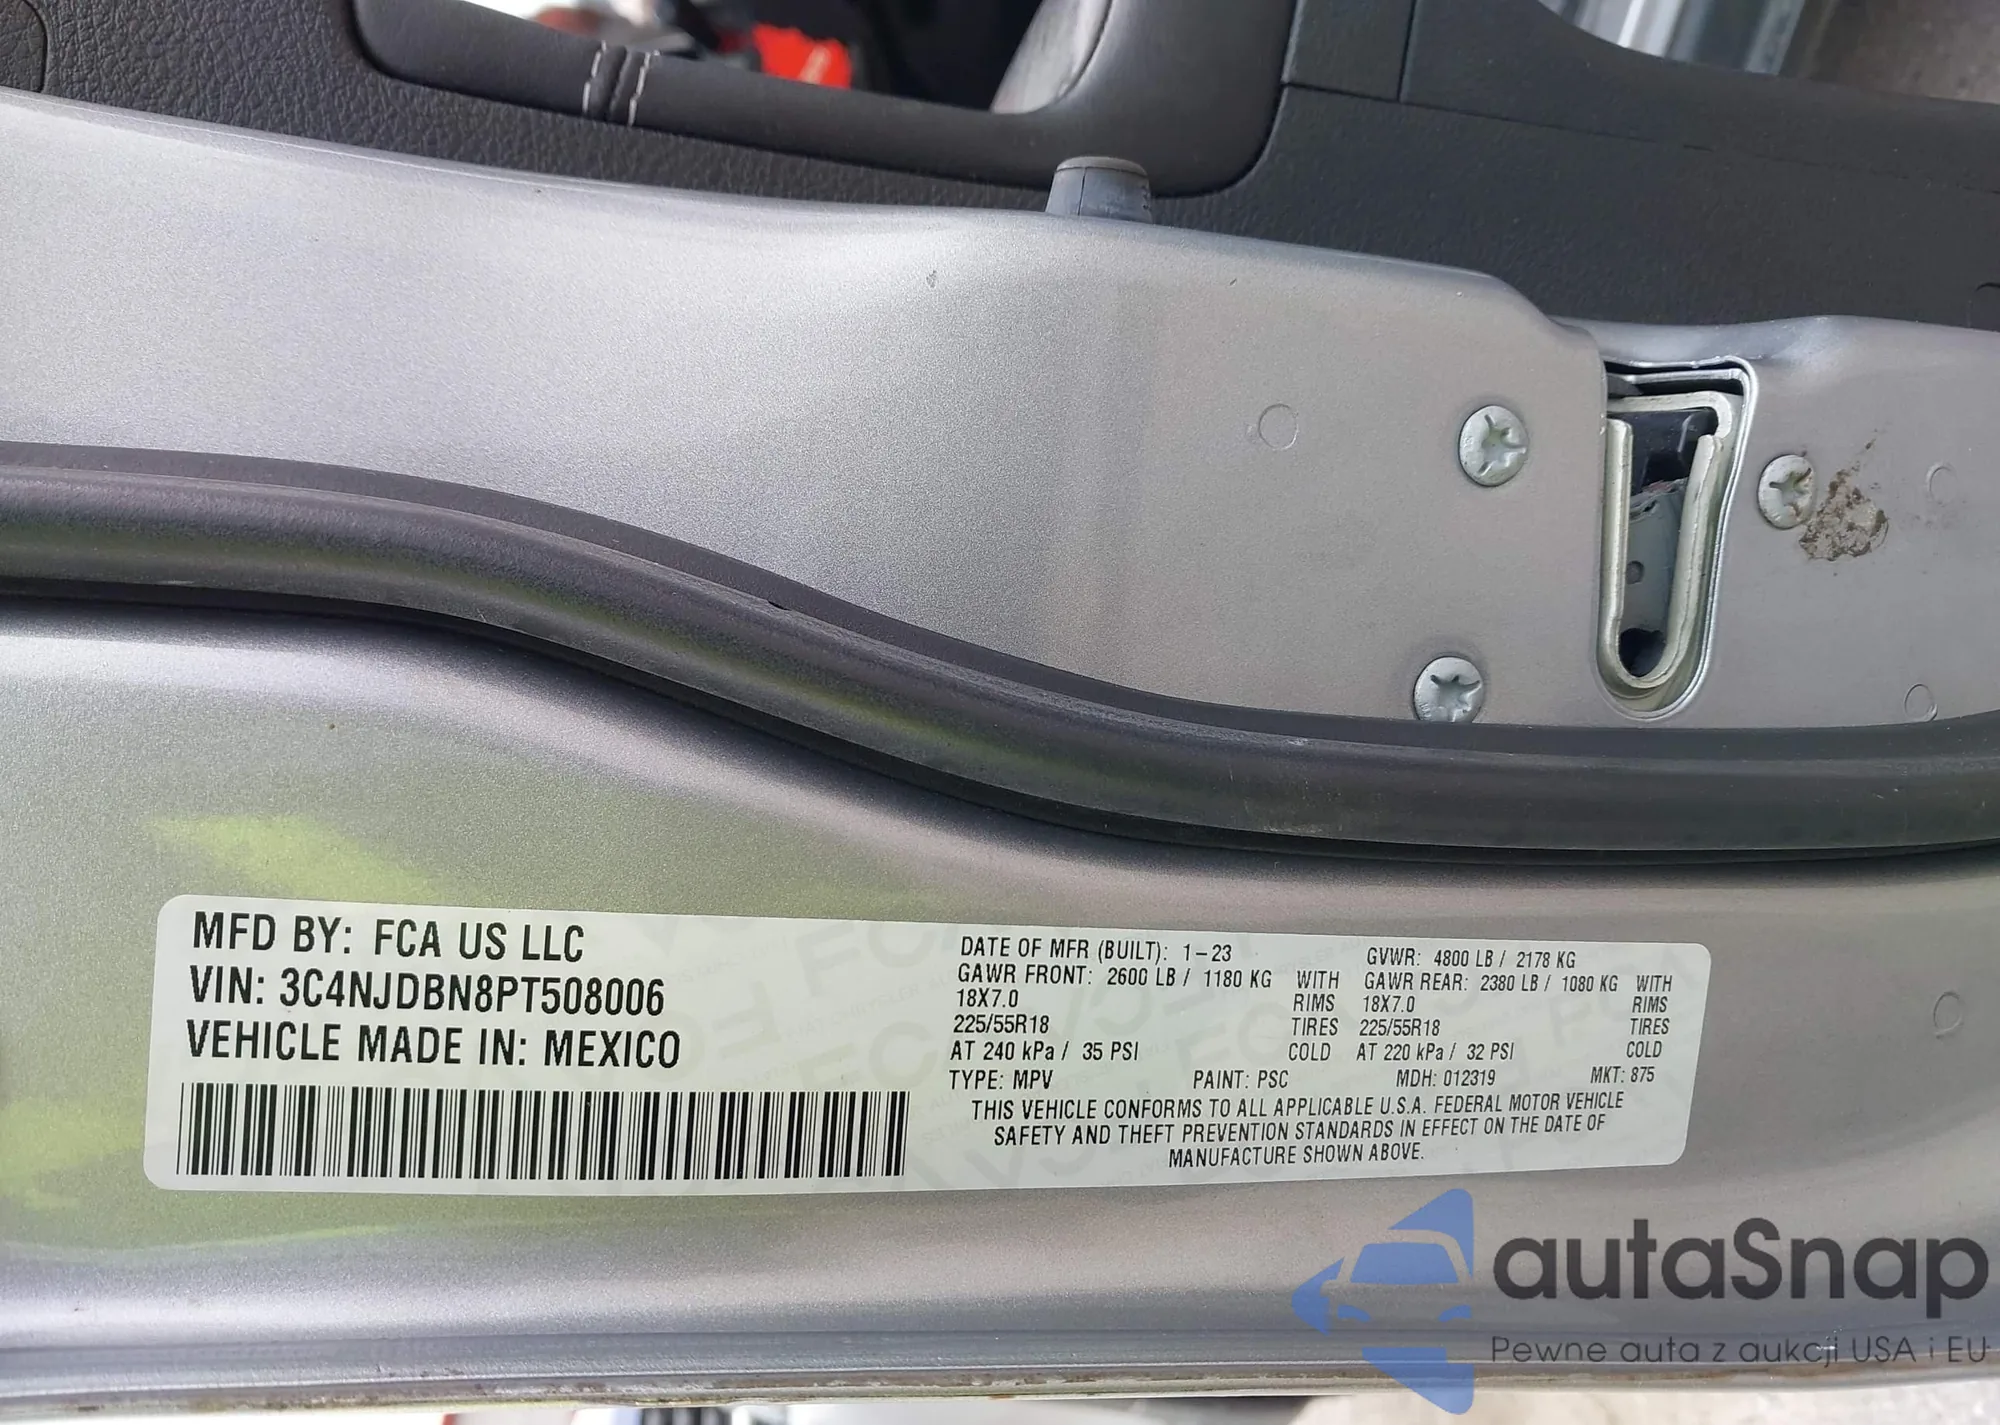 MFD BY: FCA US LLC
VIN: 3C4NJDBN8PT508006
VEHICLE MADE IN: MEXICO
DATE OF MFR (BUILT): 1-23 GVWR: 4800 LB / 2178 KG
GAWR FRONT: 2600 LB / 1180 KG WITH GAWR REAR: 2380 LB / 1080 KG WITH
18X7.0 RIMS 18X7.0 RIMS
225/55R18 TIRES 225/55R18 TIRES
AT 240 kPa / 35 PSI COLD AT 220 kPa / 32 PSI COLD
TYPE: MPV PAINT: PSC MDH: 012319 MKT: 875
THIS VEHICLE CONFORMS TO ALL APPLICABLE U.S.A. FEDERAL MOTOR VEHICLE
SAFETY AND THEFT PREVENTION STANDARDS IN EFFECT ON THE DATE OF
MANUFACTURE SHOWN ABOVE.
autaSnap
Pewne auta z aukcji USA i EU